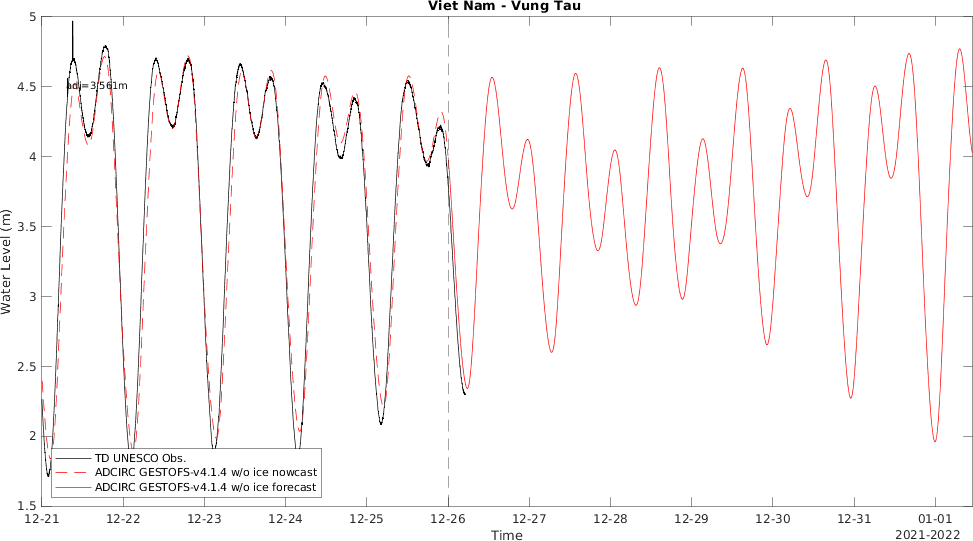 Viet Nam - Vung Tau
5
4.5
4
3.5
3
2.5
2
1.5
Water Level (m)
adj=3.561m
TD UNESCO Obs.
ADCIRC GESTOFS-v4.1.4 w/o ice nowcast
ADCIRC GESTOFS-v4.1.4 w/o ice forecast
12-21 12-22 12-23 12-24 12-25 12-26 12-27 12-28 12-29 12-30 12-31 01-01
Time
2021-2022